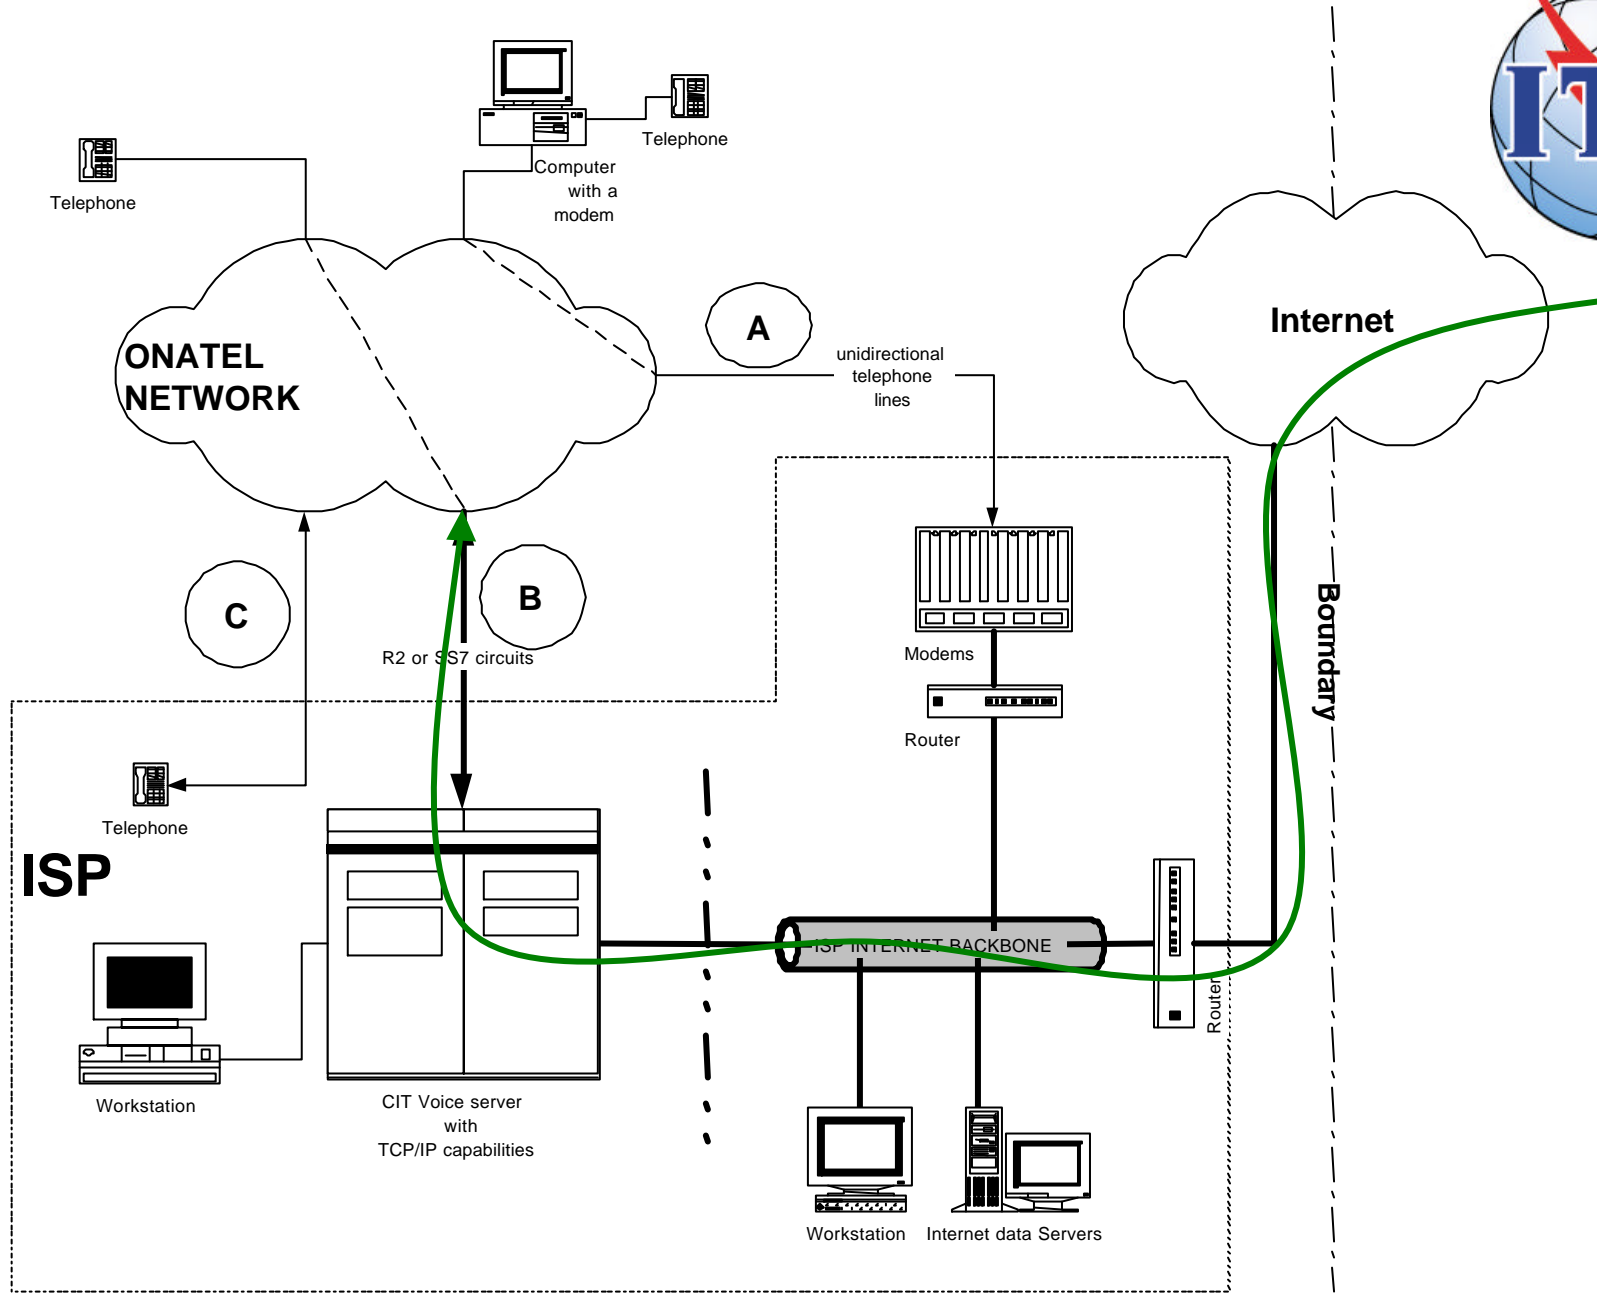 IT
Telephone
Computer
with a
modem
Telephone
ONATEL
NETWORK
A
unidirectional
telephone
lines
Internet
C
B
R2 or SS7 circuits
Modems
Router
Boundary
Telephone
ISP
ISP INTERNET BACKBONE
Router
Workstation
CIT Voice server
with
TCP/IP capabilities
Workstation
Internet data Servers